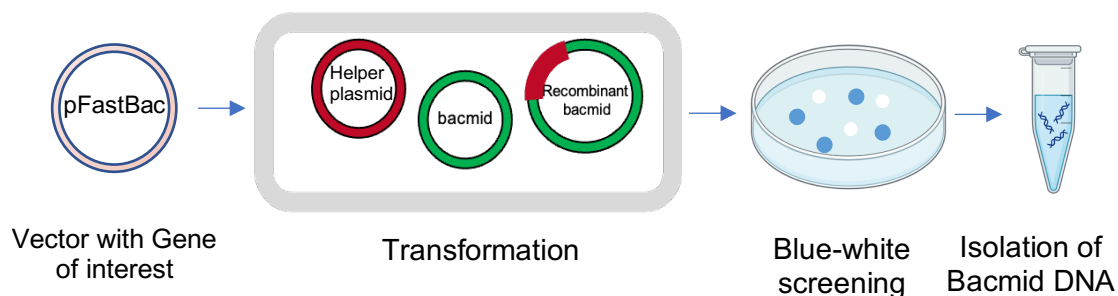 pFastBac
Helper
plasmid
bacmid
Recombinant
bacmid
Vector with Gene
of interest
Transformation
Blue-white
screening
Isolation of
Bacmid DNA